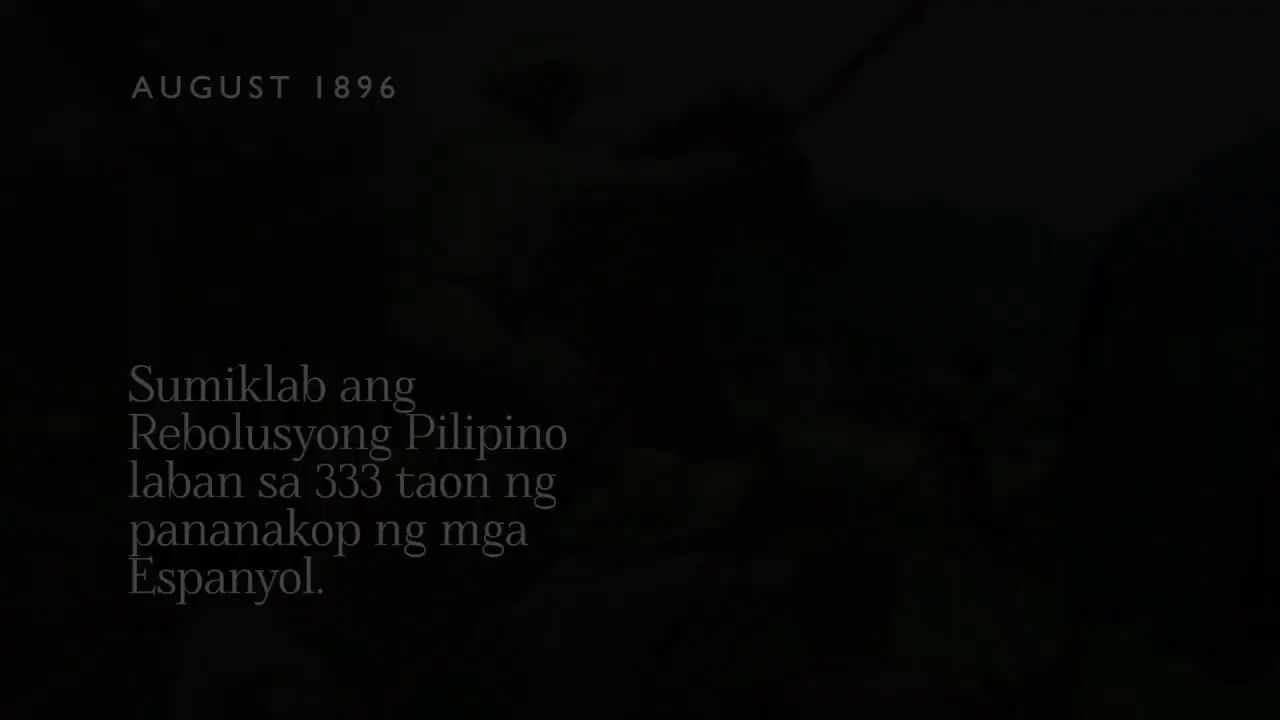 AUGUST 1896
Sumiklab ang
Rebolusyong Pilipino
laban sa 333 taon ng
pananakop ng mga
Espanyol.